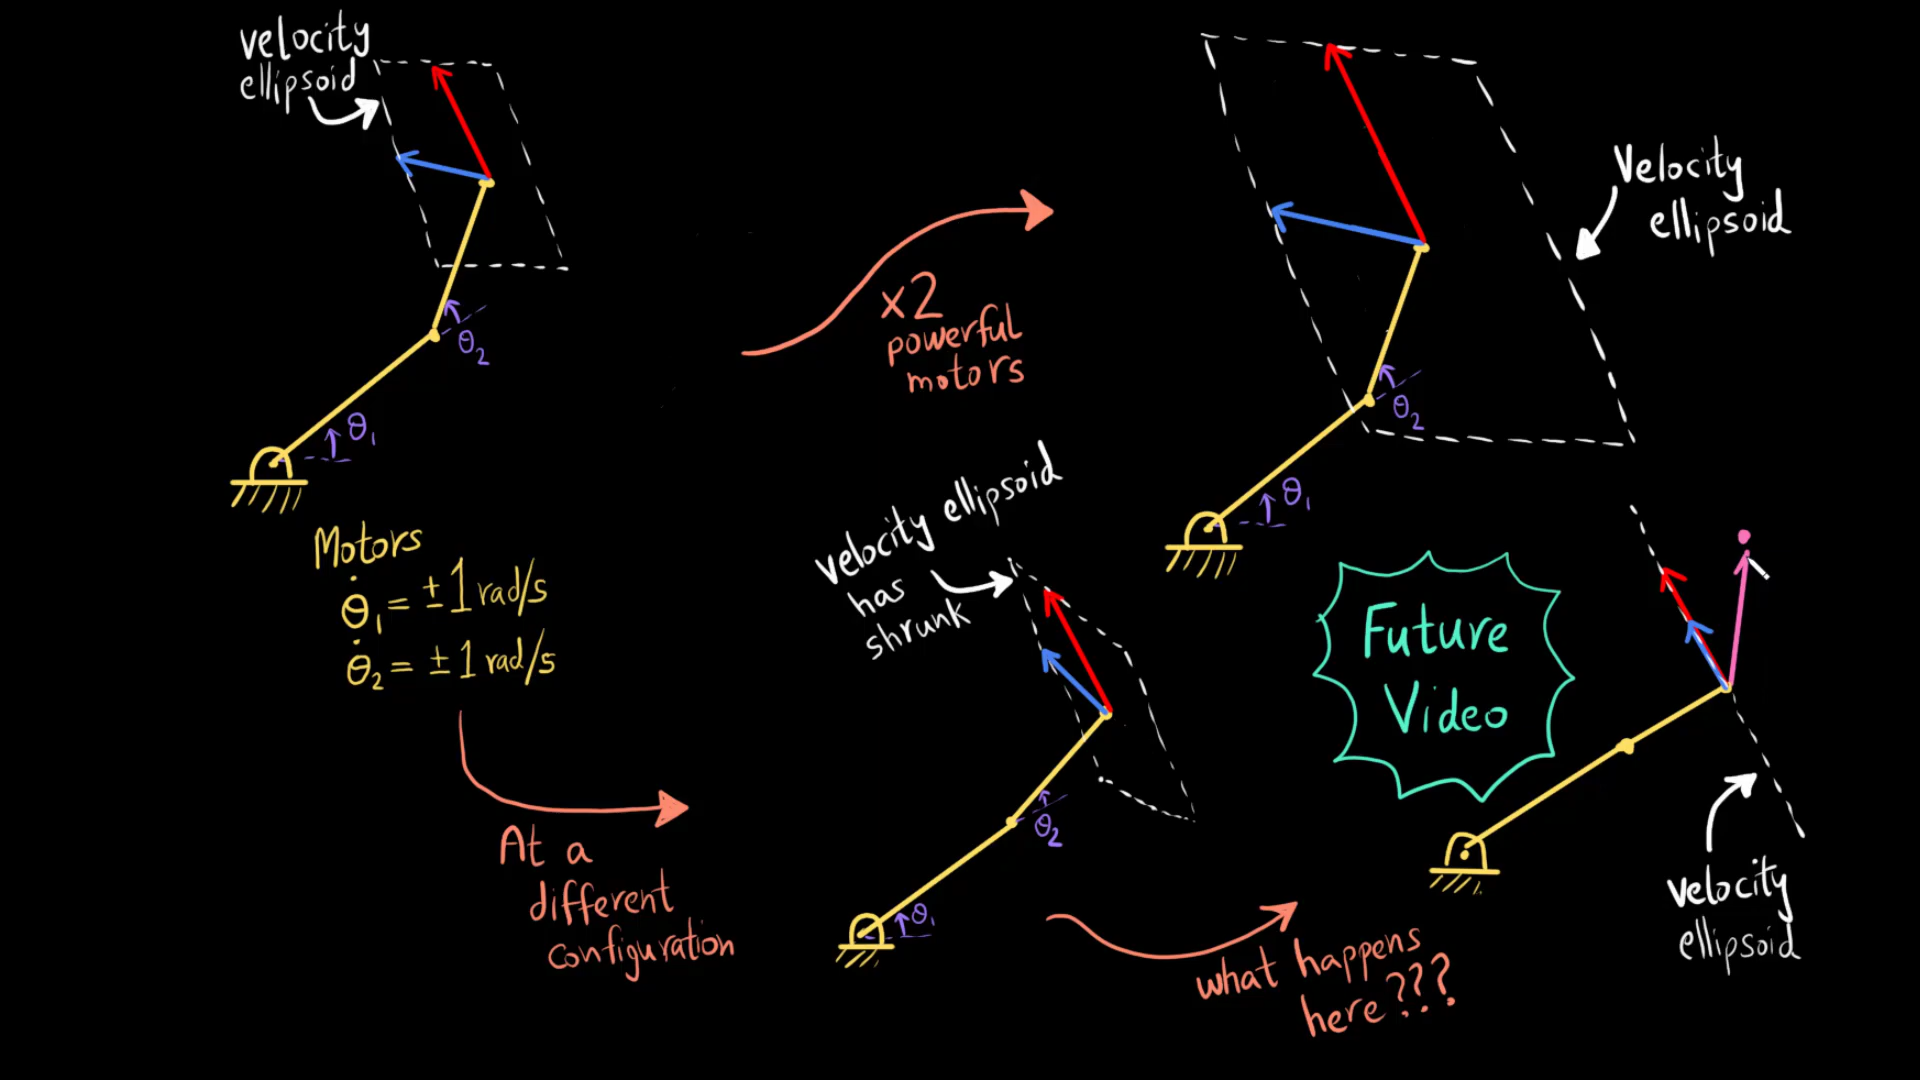 velocity
ellipsoid
θ₂
θ₁
Motors
θ̇₁ = ±1 rad/s
θ̇₂ = ±1 rad/s
x2
powerful
motors
Velocity
ellipsoid
θ₂
θ₁
At a
different
configuration
velocity ellipsoid
has
shrunk
θ₂
θ₁
what happens
here???
Future
Video
velocity
ellipsoid